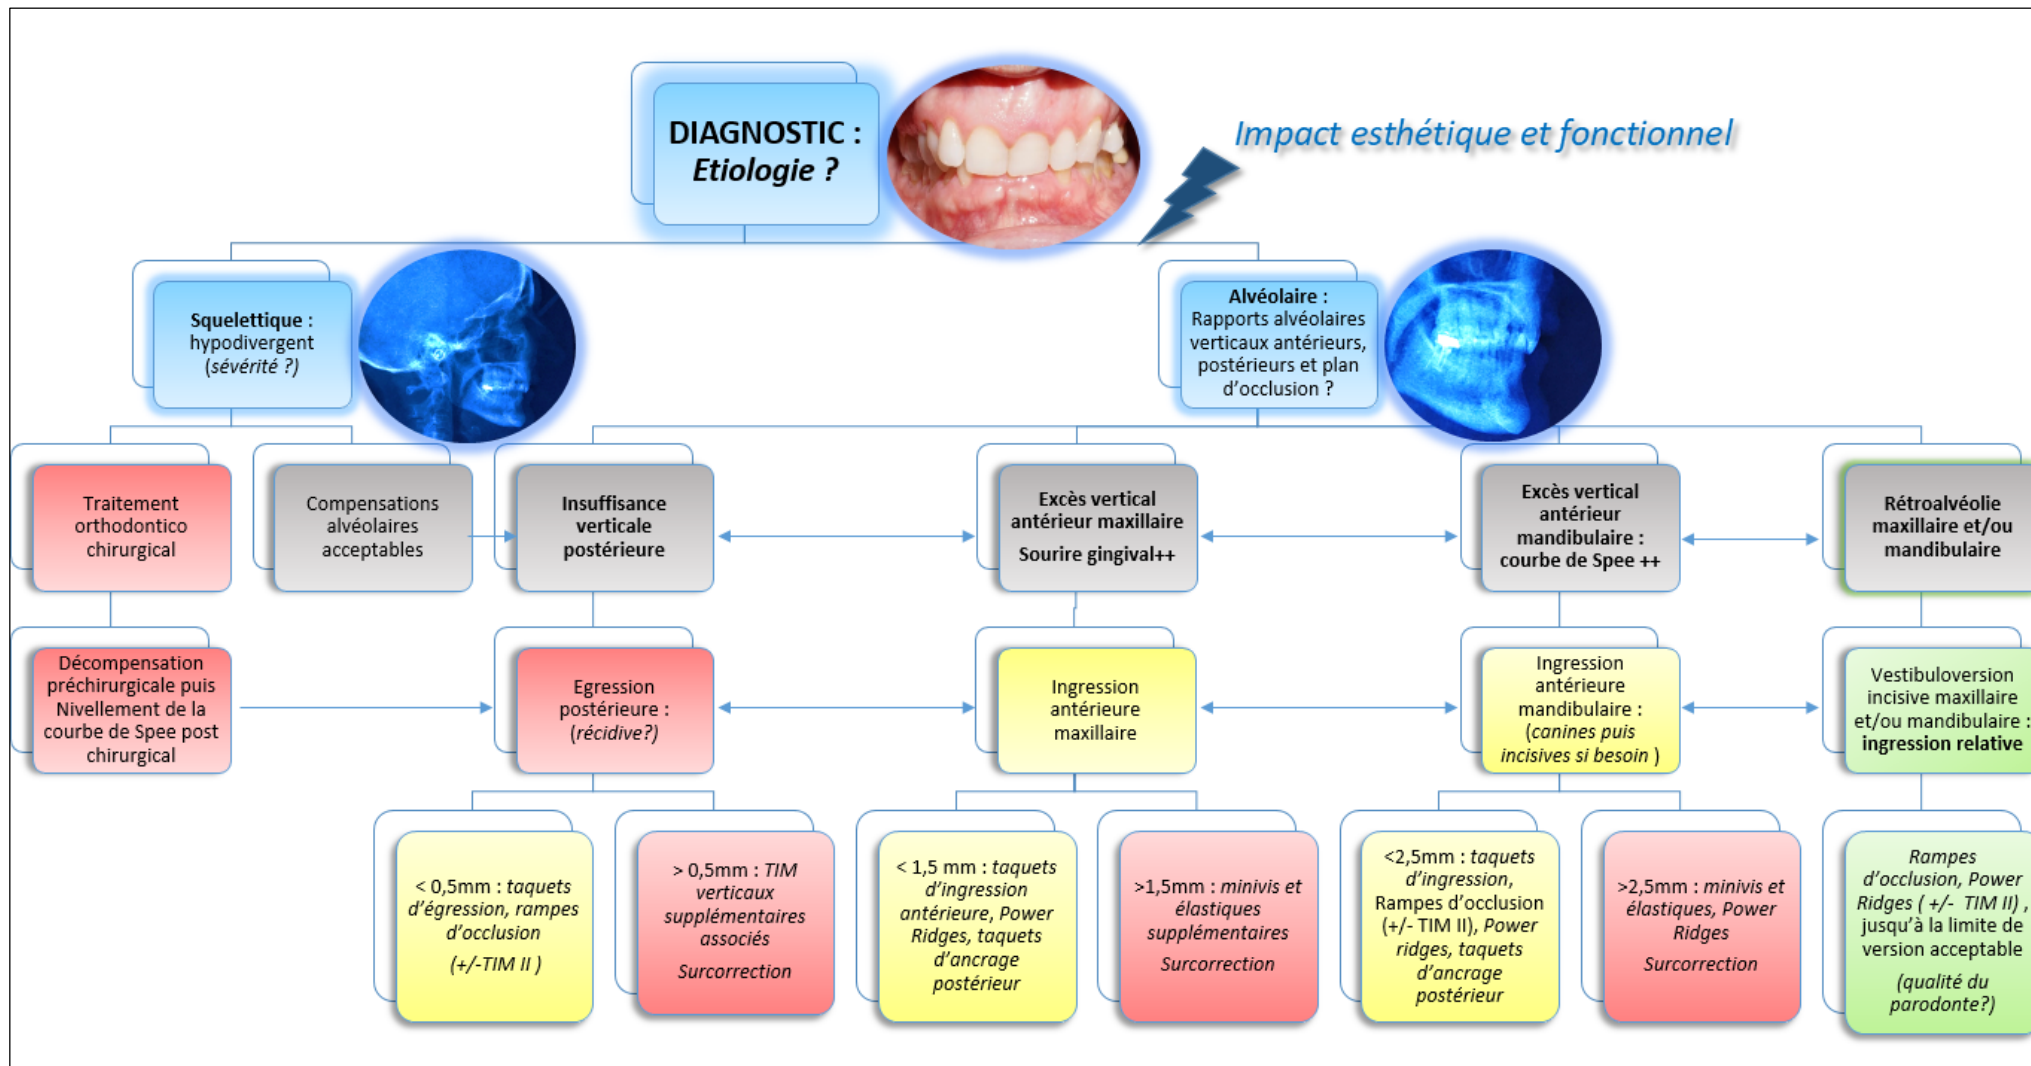 DIAGNOSTIC :
Etiologie ?
Impact esthétique et fonctionnel
Squelettique :
hypodivergent
(sévérité ?)
Alvéolaire :
Rapports alvéolaires
verticaux antérieurs,
postérieurs et plan
d’occlusion ?
Traitement
orthodontico
chirurgical
Compensations
alvéolaires
acceptables
Insuffisance
verticale
postérieure
Excès vertical
antérieur maxillaire
Sourire gingival++
Excès vertical
antérieur
mandibulaire :
courbe de Spee ++
Rétroalvéolie
maxillaire et/ou
mandibulaire
Décompensation
préchirurgicale puis
Nivellement de la
courbe de Spee post
chirurgical
Egression
postérieure :
(récidive?)
Ingression
antérieure
maxillaire
Ingression
antérieure
mandibulaire :
(canines puis
incisives si besoin )
Vestibuloversion
incisive maxillaire
et/ou mandibulaire :
ingression relative
< 0,5mm : taquets
d’égression, rampes
d’occlusion
(+/-TIM II )
> 0,5mm : TIM
verticaux
supplémentaires
associés
Surcorrection
< 1,5 mm : taquets
d’ingression
antérieure, Power
Ridges, taquets
d’ancrage
postérieur
>1,5mm : minivis et
élastiques
supplémentaires
Surcorrection
<2,5mm : taquets
d’ingression,
Rampes d’occlusion
(+/- TIM II), Power
ridges, taquets
d’ancrage
postérieur
>2,5mm : minivis et
élastiques, Power
Ridges
Surcorrection
Rampes
d’occlusion, Power
Ridges ( +/- TIM II) ,
jusqu’à la limite de
version acceptable
(qualité du
parodonte?)